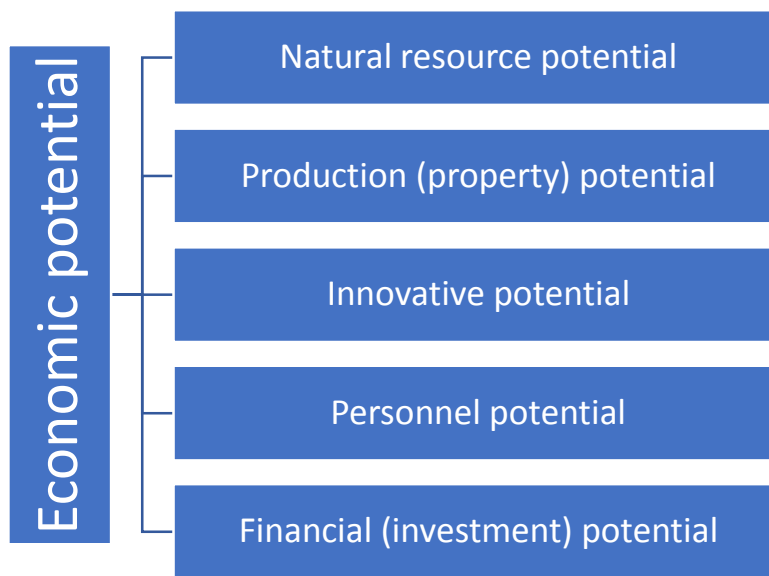 Economic potential
Natural resource potential
Production (property) potential
Innovative potential
Personnel potential
Financial (investment) potential